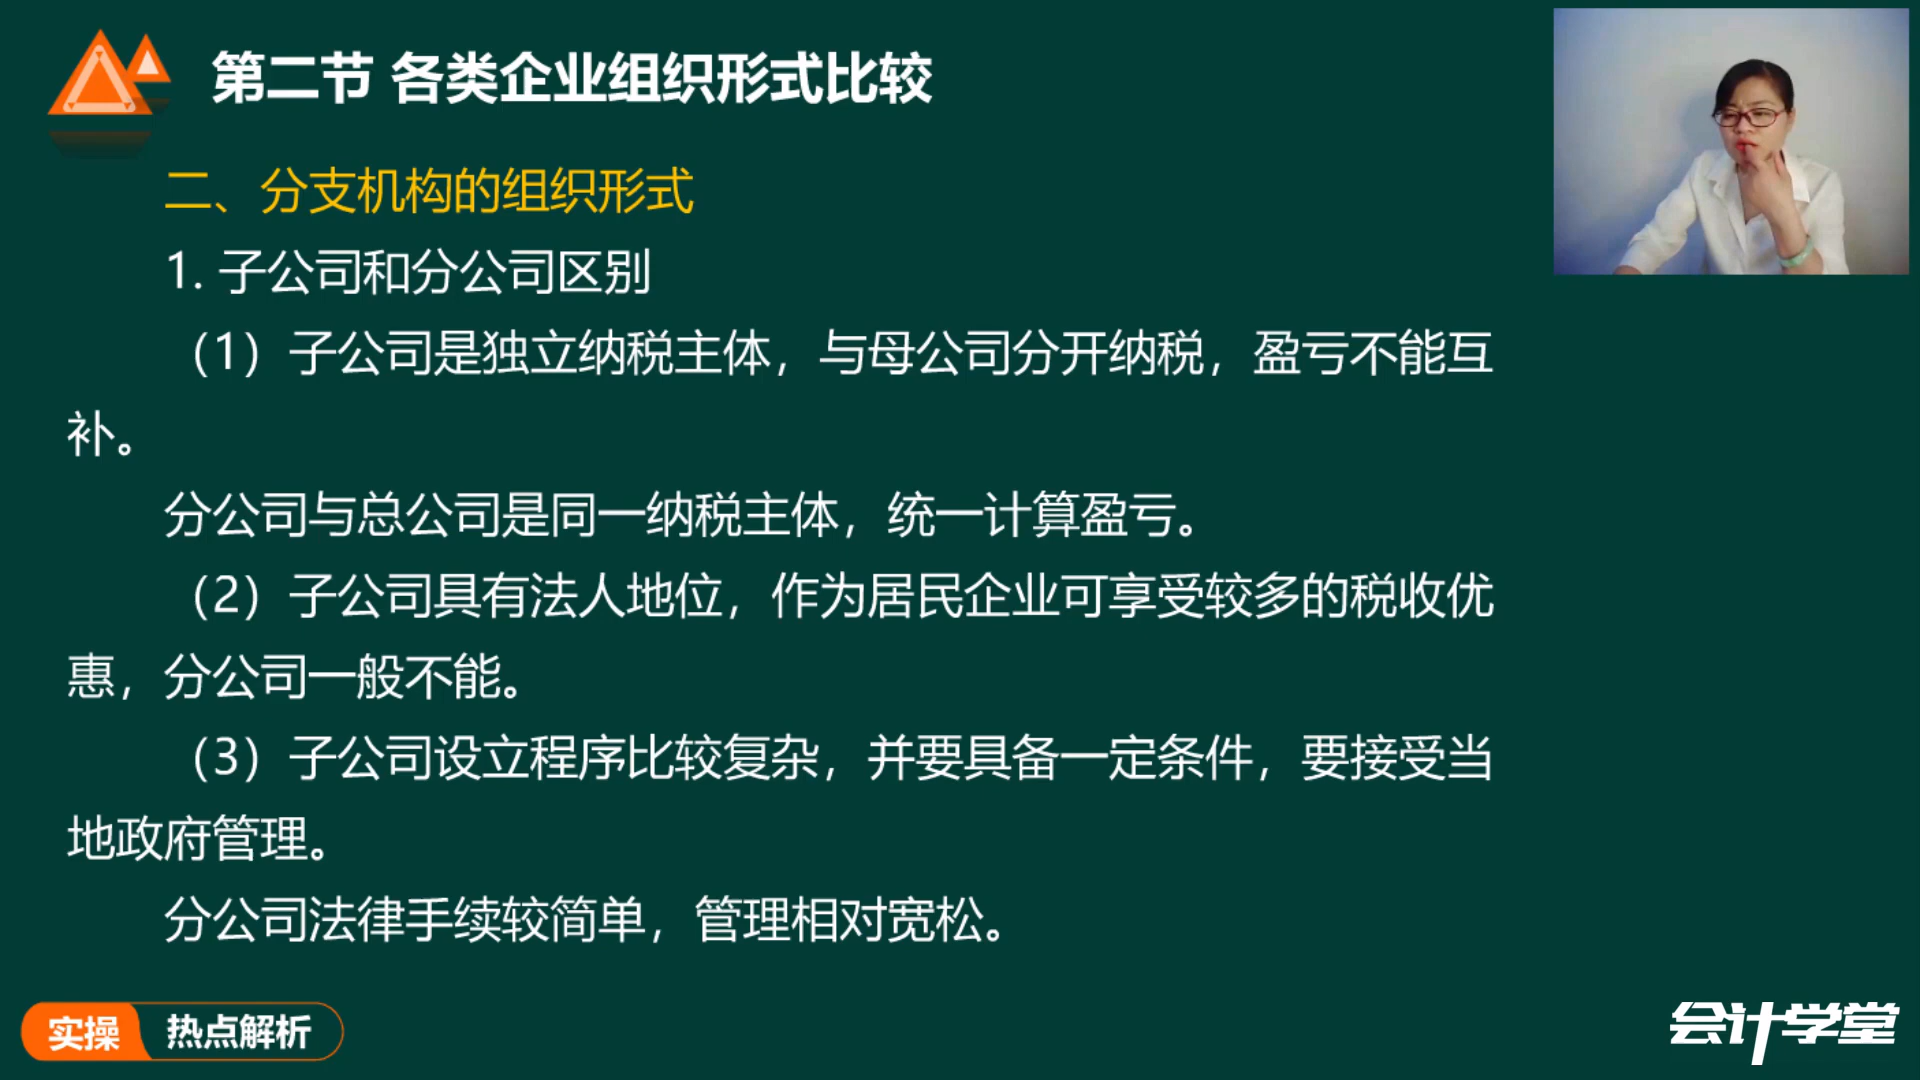 第二节 各类企业组织形式比较
二、分支机构的组织形式
1. 子公司和分公司区别
（1）子公司是独立纳税主体，与母公司分开纳税，盈亏不能互
补。
分公司与总公司是同一纳税主体，统一计算盈亏。
（2）子公司具有法人地位，作为居民企业可享受较多的税收优
惠，分公司一般不能。
（3）子公司设立程序比较复杂，并要具备一定条件，要接受当
地政府管理。
分公司法律手续较简单，管理相对宽松。
实操 热点解析
会计学堂